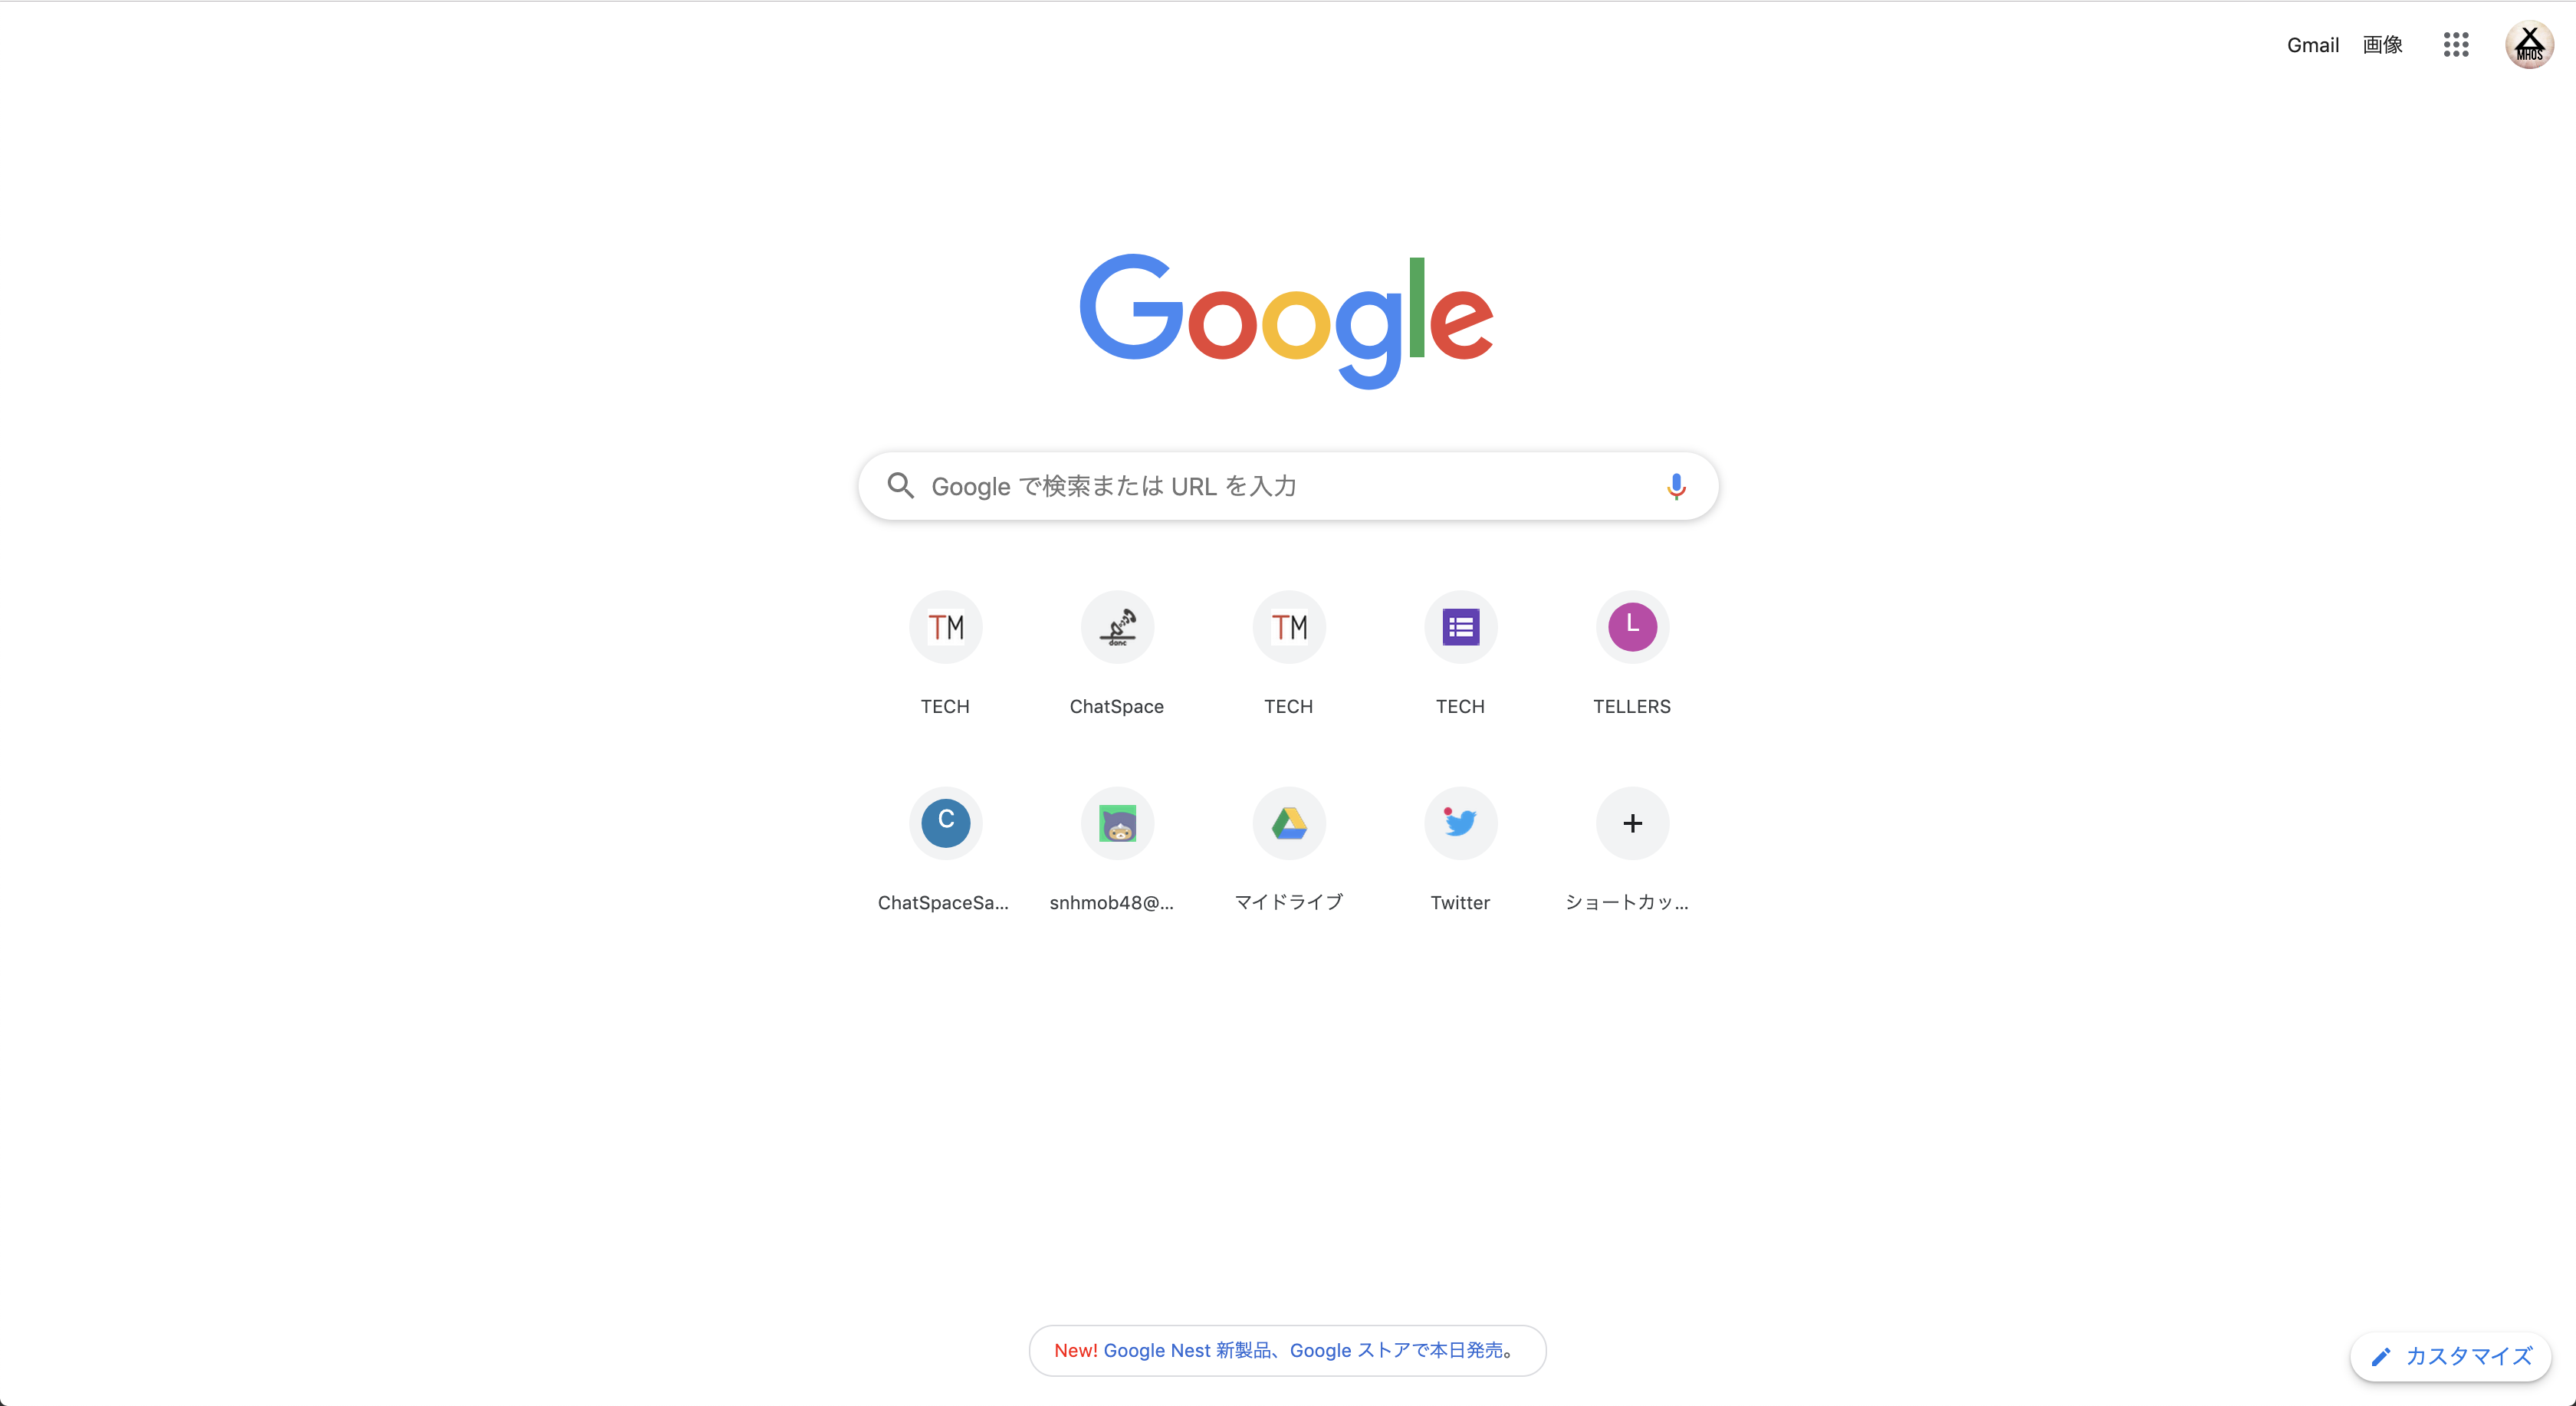 Gmail 画像
MHOS
Google
Google で検索または URL を入力
TM
danc
TM
L
TECH
ChatSpace
TECH
TECH
TELLERS
C
ChatSpaceSa...
snhmob48@...
マイドライブ
Twitter
ショートカッ...
New! Google Nest 新製品、Google ストアで本日発売。
カスタマイズ